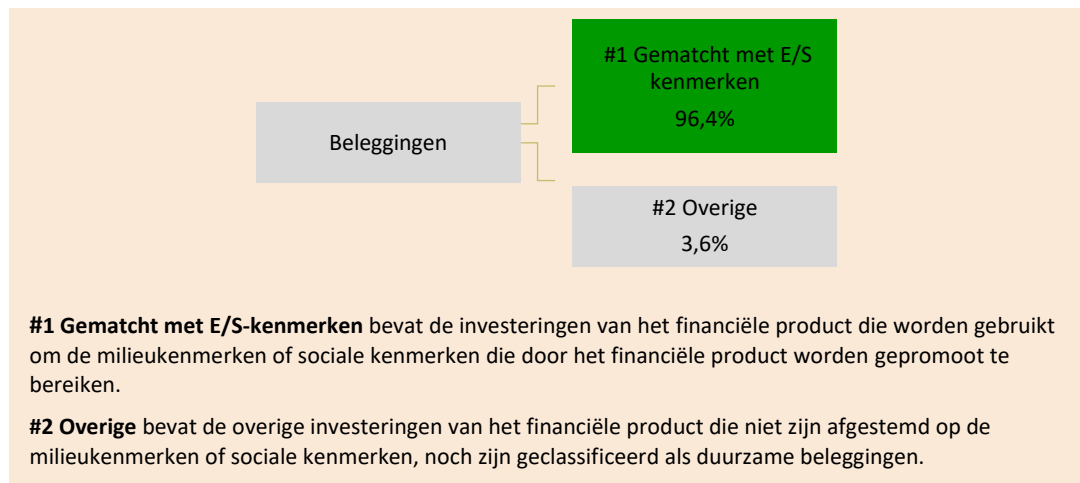 #1 Gematcht met E/S
kenmerken
96,4%
Beleggingen
#2 Overige
3,6%
#1 Gematcht met E/S-kenmerken bevat de investeringen van het financiële product die worden gebruikt
om de milieukenmerken of sociale kenmerken die door het financiële product worden gepromoot te
bereiken.
#2 Overige bevat de overige investeringen van het financiële product die niet zijn afgestemd op de
milieukenmerken of sociale kenmerken, noch zijn geclassificeerd als duurzame beleggingen.